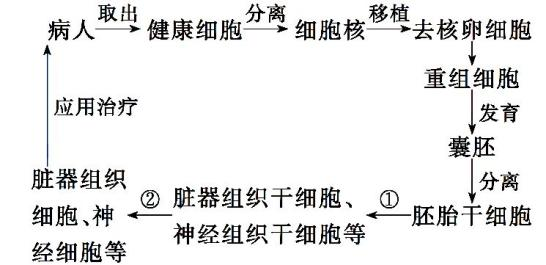 病人 取出 健康细胞 分离 细胞核 移植 去核卵细胞
重组细胞
应用治疗 发育
囊胚
分离
脏器组织
细胞、神
经细胞等
②
脏器组织干细胞、
神经组织干细胞等
①
胚胎干细胞